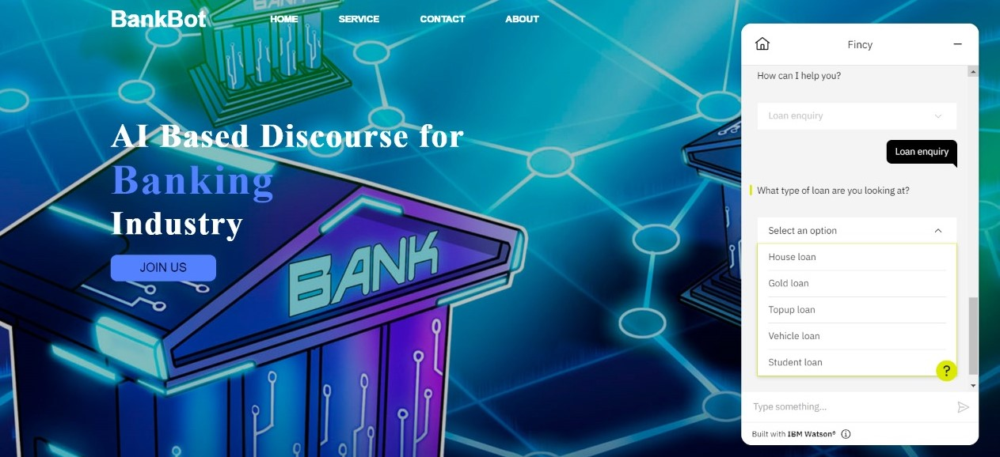 BankBot
HOME SERVICE CONTACT ABOUT
AI Based Discourse for
Banking
Industry
JOIN US
BANK
Fincy
How can I help you?
Loan enquiry
Loan enquiry
What type of loan are you looking at?
Select an option
House loan
Gold loan
Topup loan
Vehicle loan
Student loan
?
Type something...
Built with IBM Watson®